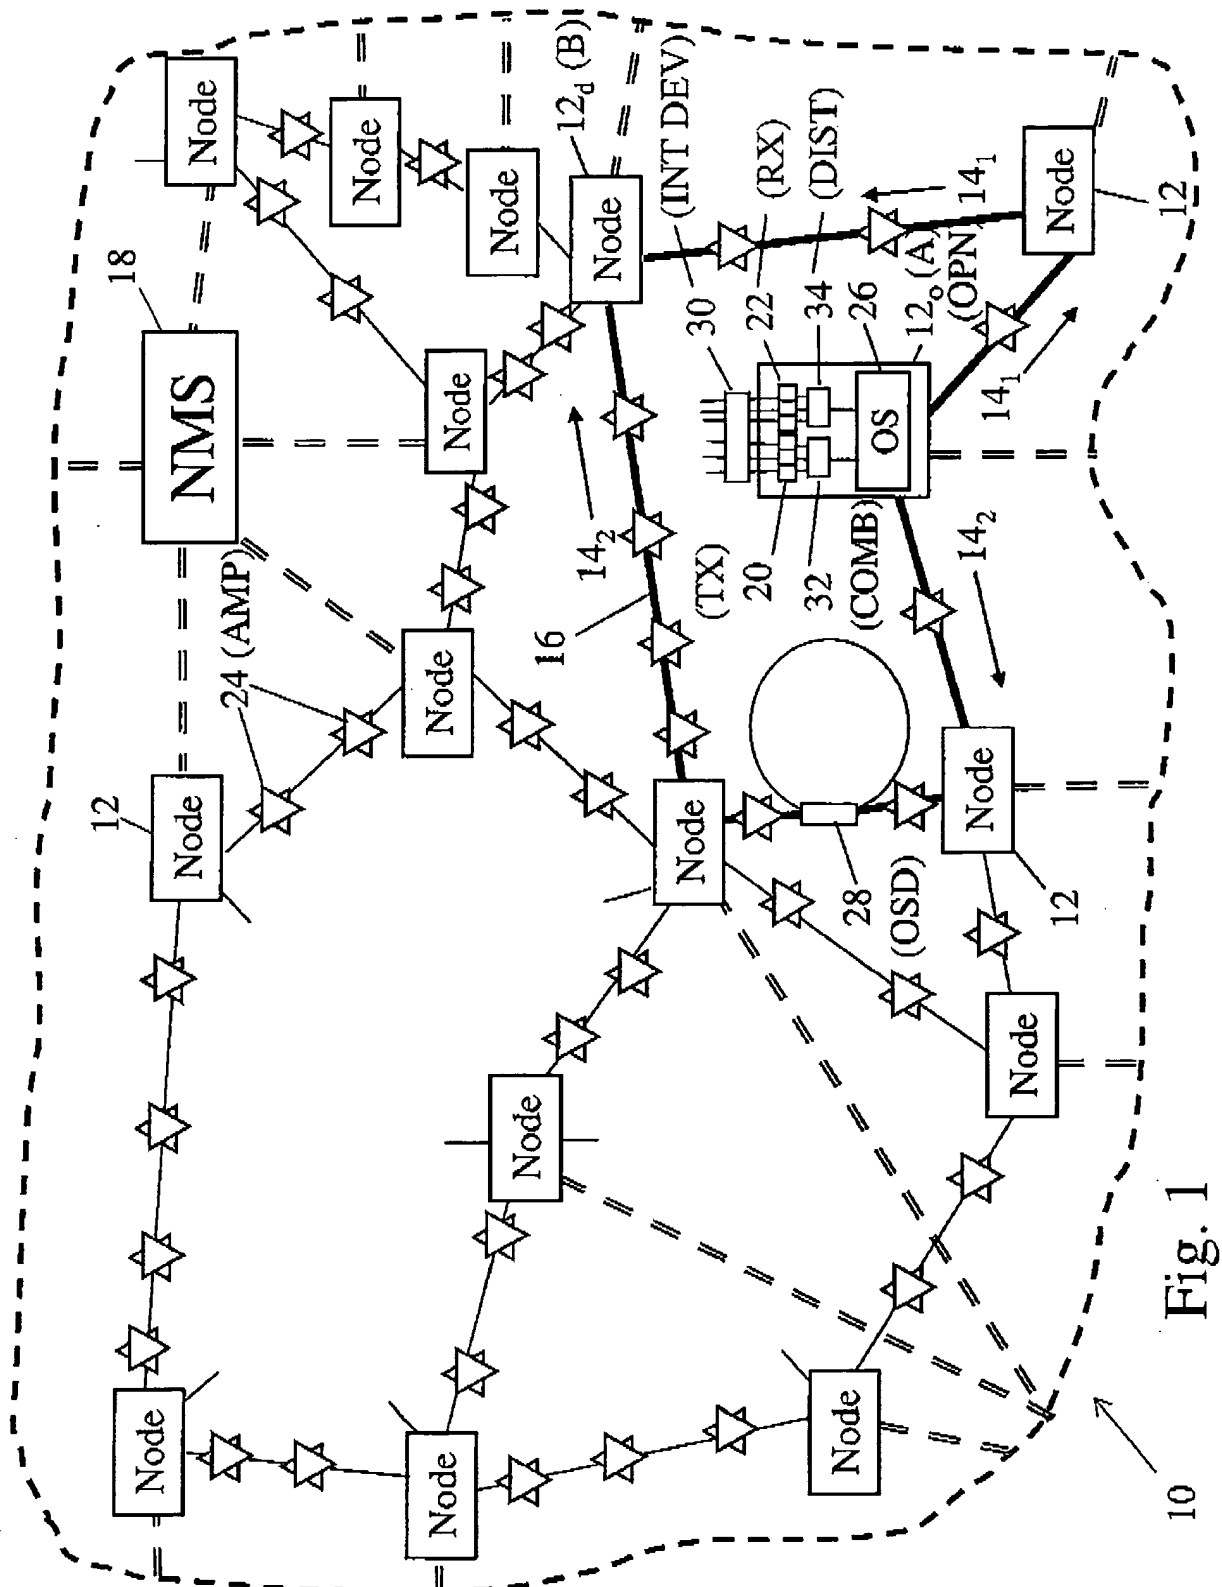 12
18
Node
Node
NMS
Node
24 (AMP)
Node
Node
Node
Node
Node
Node
16
14₂
12d (B)
Node
(INT DEV)
Node
30
(TX)
20
22
(RX)
32
34
(DIST)
Node
28
(COMB)
26
OS
(OSD)
12o (A)
(OPN)
Node
14₂
14₁
14₁
Node
Node
12
12
10
Fig. 1